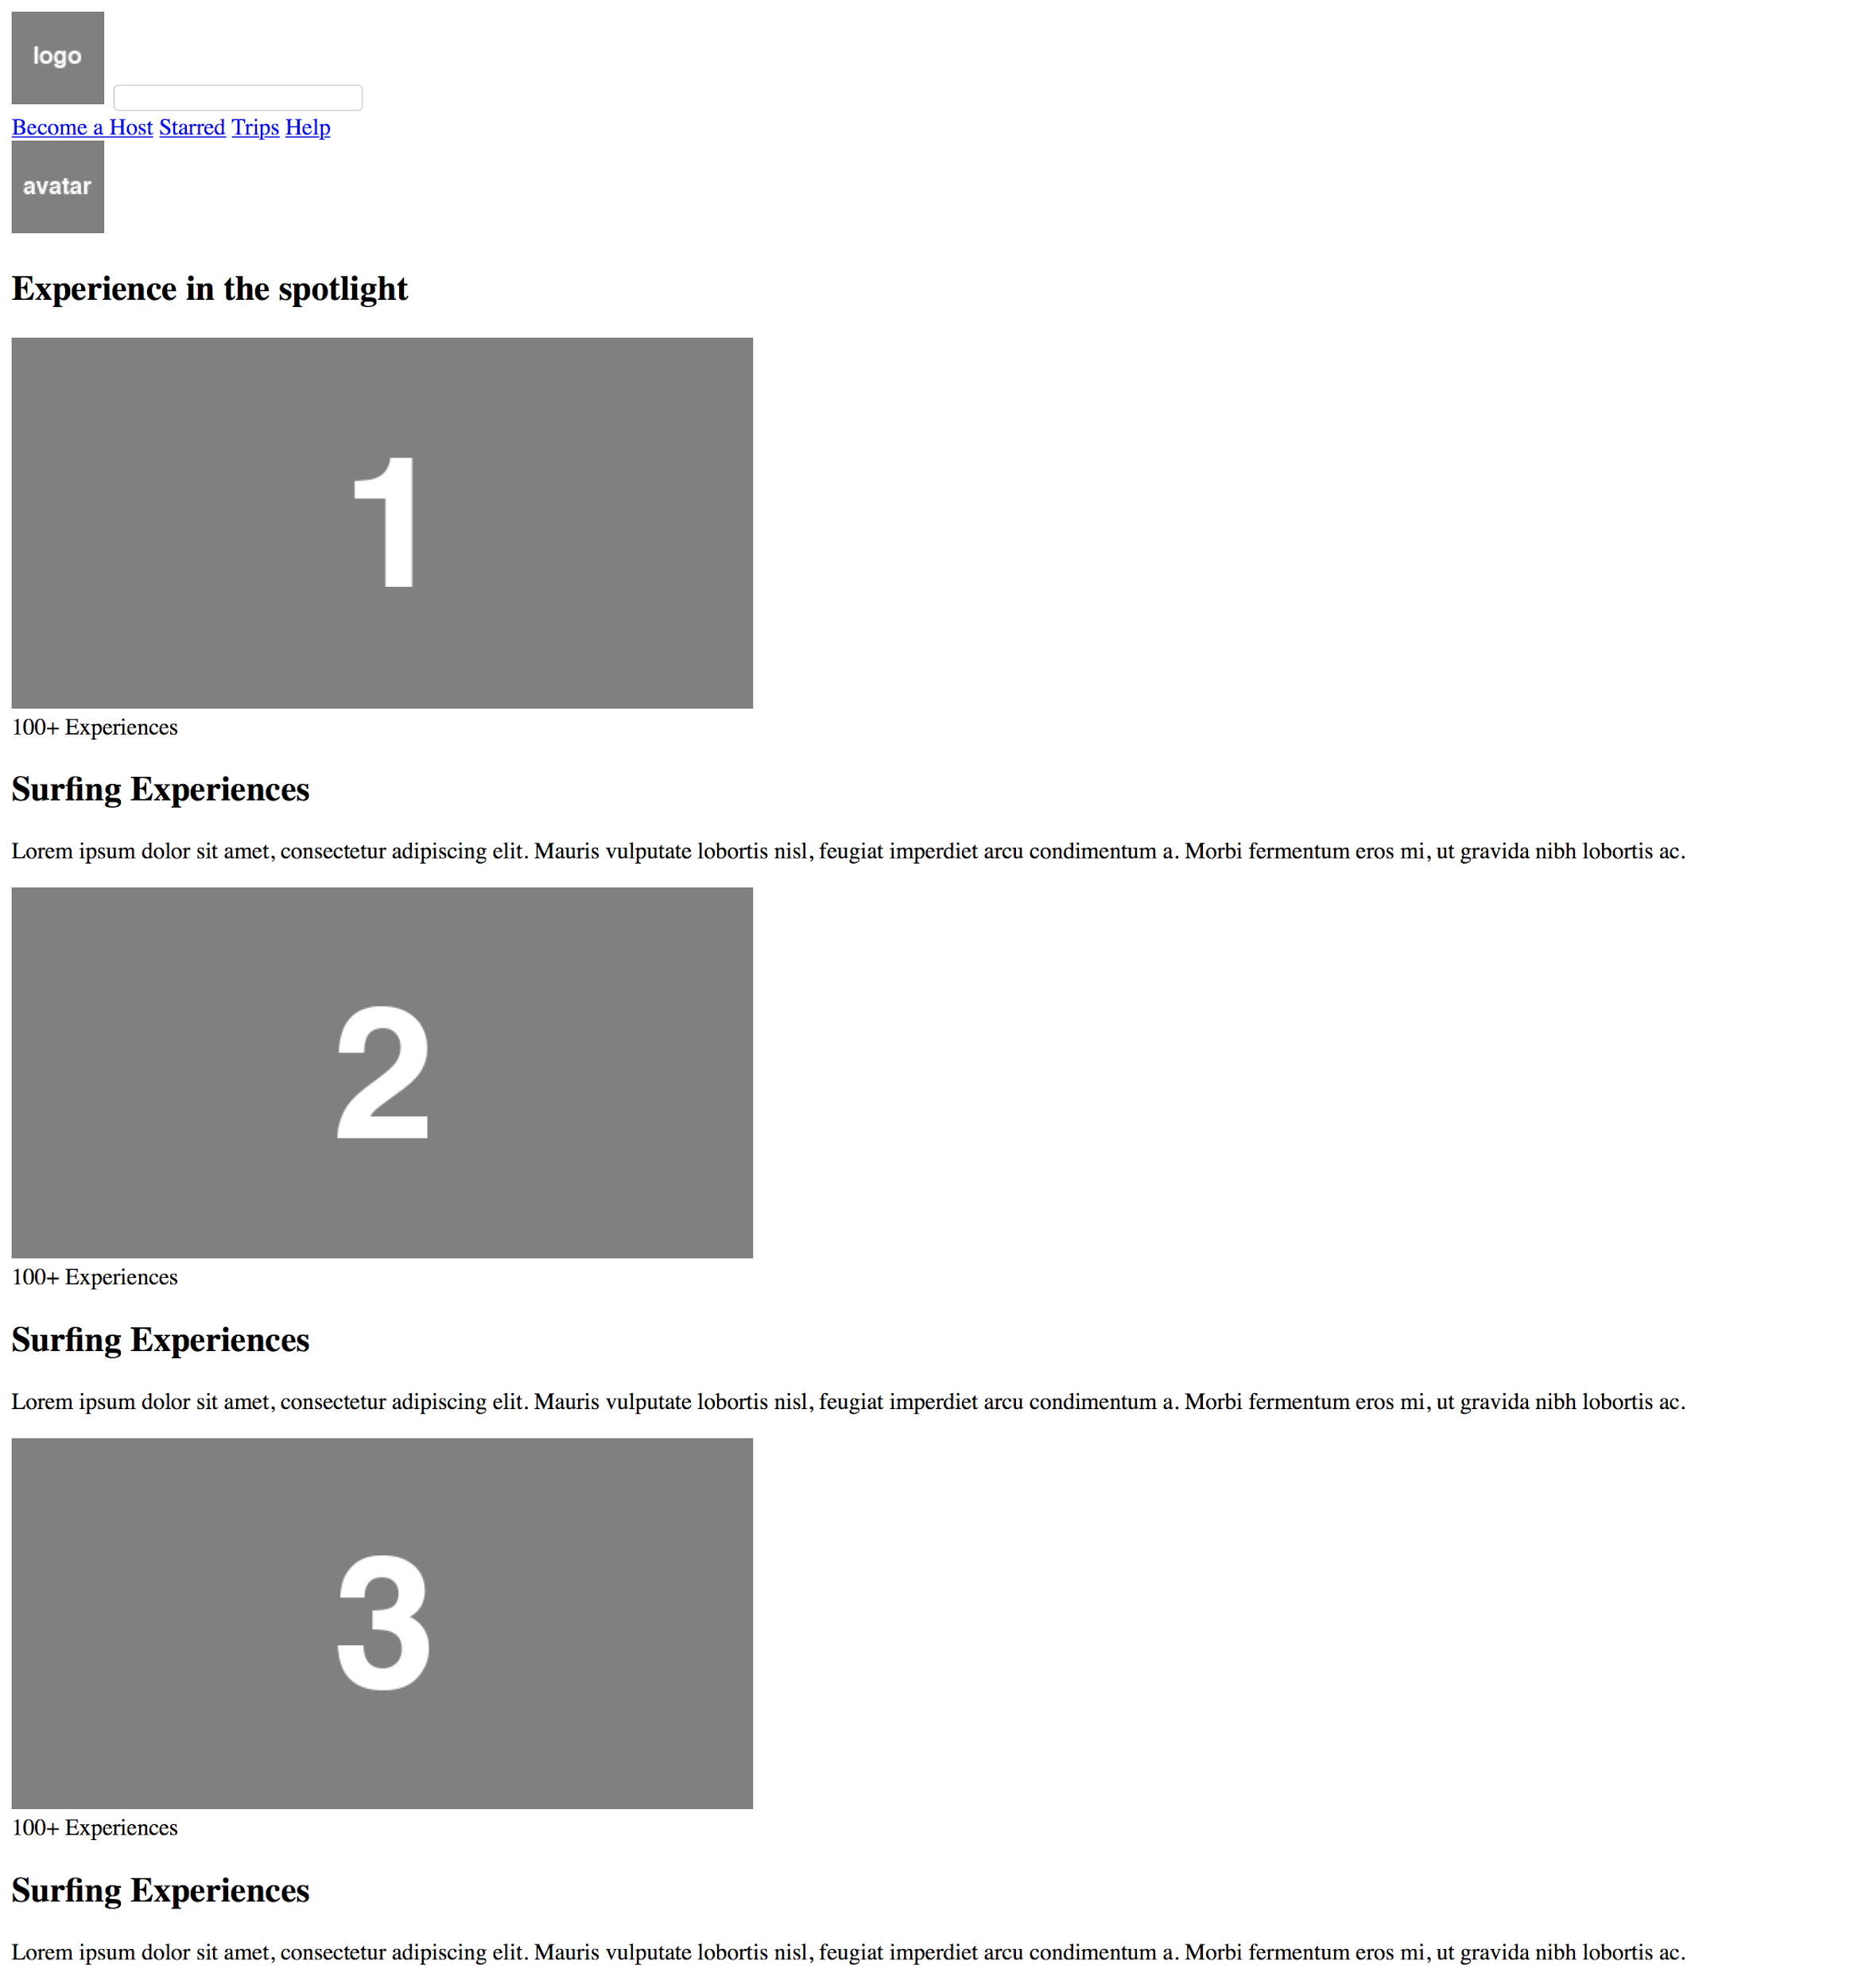 logo
Become a Host Starred Trips Help
avatar
Experience in the spotlight
1
100+ Experiences
Surfing Experiences
Lorem ipsum dolor sit amet, consectetur adipiscing elit. Mauris vulputate lobortis nisl, feugiat imperdiet arcu condimentum a. Morbi fermentum eros mi, ut gravida nibh lobortis ac.
2
100+ Experiences
Surfing Experiences
Lorem ipsum dolor sit amet, consectetur adipiscing elit. Mauris vulputate lobortis nisl, feugiat imperdiet arcu condimentum a. Morbi fermentum eros mi, ut gravida nibh lobortis ac.
3
100+ Experiences
Surfing Experiences
Lorem ipsum dolor sit amet, consectetur adipiscing elit. Mauris vulputate lobortis nisl, feugiat imperdiet arcu condimentum a. Morbi fermentum eros mi, ut gravida nibh lobortis ac.